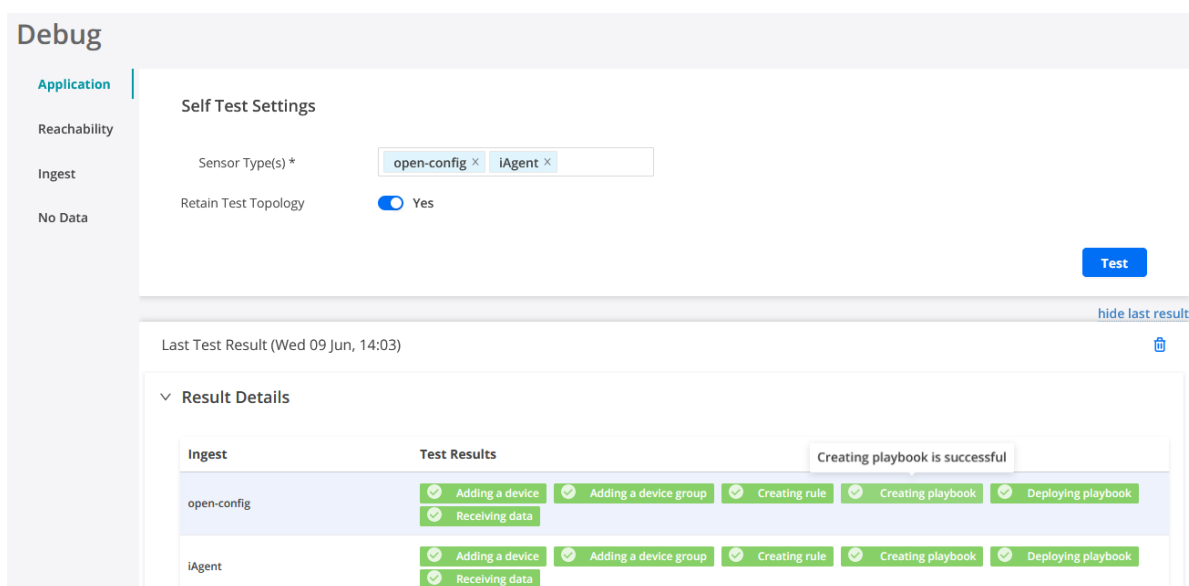 Debug
Application
Reachability
Ingest
No Data
Self Test Settings
Sensor Type(s) *
open-config × iAgent ×
Retain Test Topology
Yes
Test
hide last result
Last Test Result (Wed 09 Jun, 14:03)
Result Details
Ingest Test Results
Creating playbook is successful
open-config
Adding a device Adding a device group Creating rule Creating playbook Deploying playbook
Receiving data
iAgent
Adding a device Adding a device group Creating rule Creating playbook Deploying playbook
Receiving data